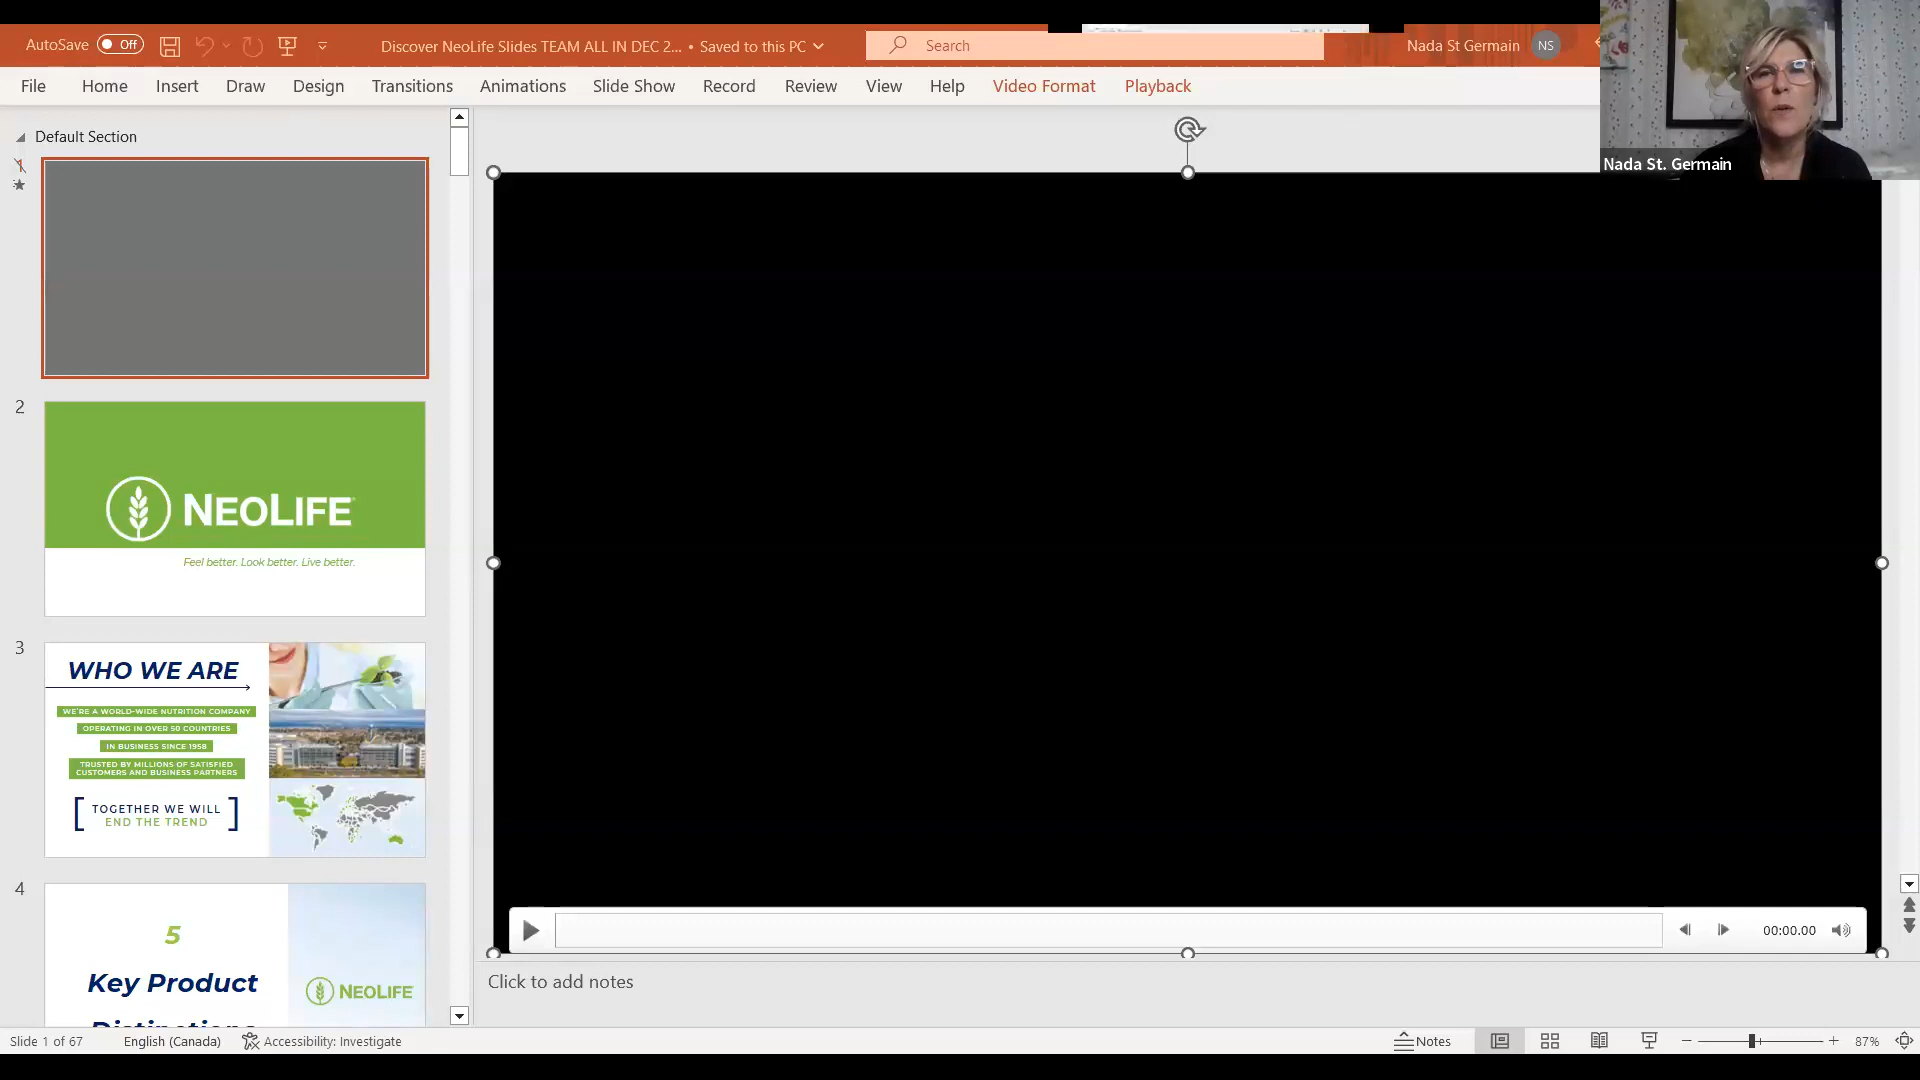 AutoSave Off
Discover NeoLife Slides TEAM ALL IN DEC 2... • Saved to this PC
Search
Nada St Germain NS
File Home Insert Draw Design Transitions Animations Slide Show Record Review View Help Video Format Playback
Nada St. Germain
Default Section
1
2
NEOLIFE
Feel better. Look better. Live better.
3
WHO WE ARE
WE'RE A WORLD-WIDE NUTRITION COMPANY
OPERATING IN OVER 50 COUNTRIES
IN BUSINESS SINCE 1958
TRUSTED BY MILLIONS OF SATISFIED
CUSTOMERS AND BUSINESS PARTNERS
[ TOGETHER WE WILL
END THE TREND ]
4
5
Key Product
Distinctions
NEOLIFE
00:00.00
Click to add notes
Slide 1 of 67 English (Canada) Accessibility: Investigate Notes 87%